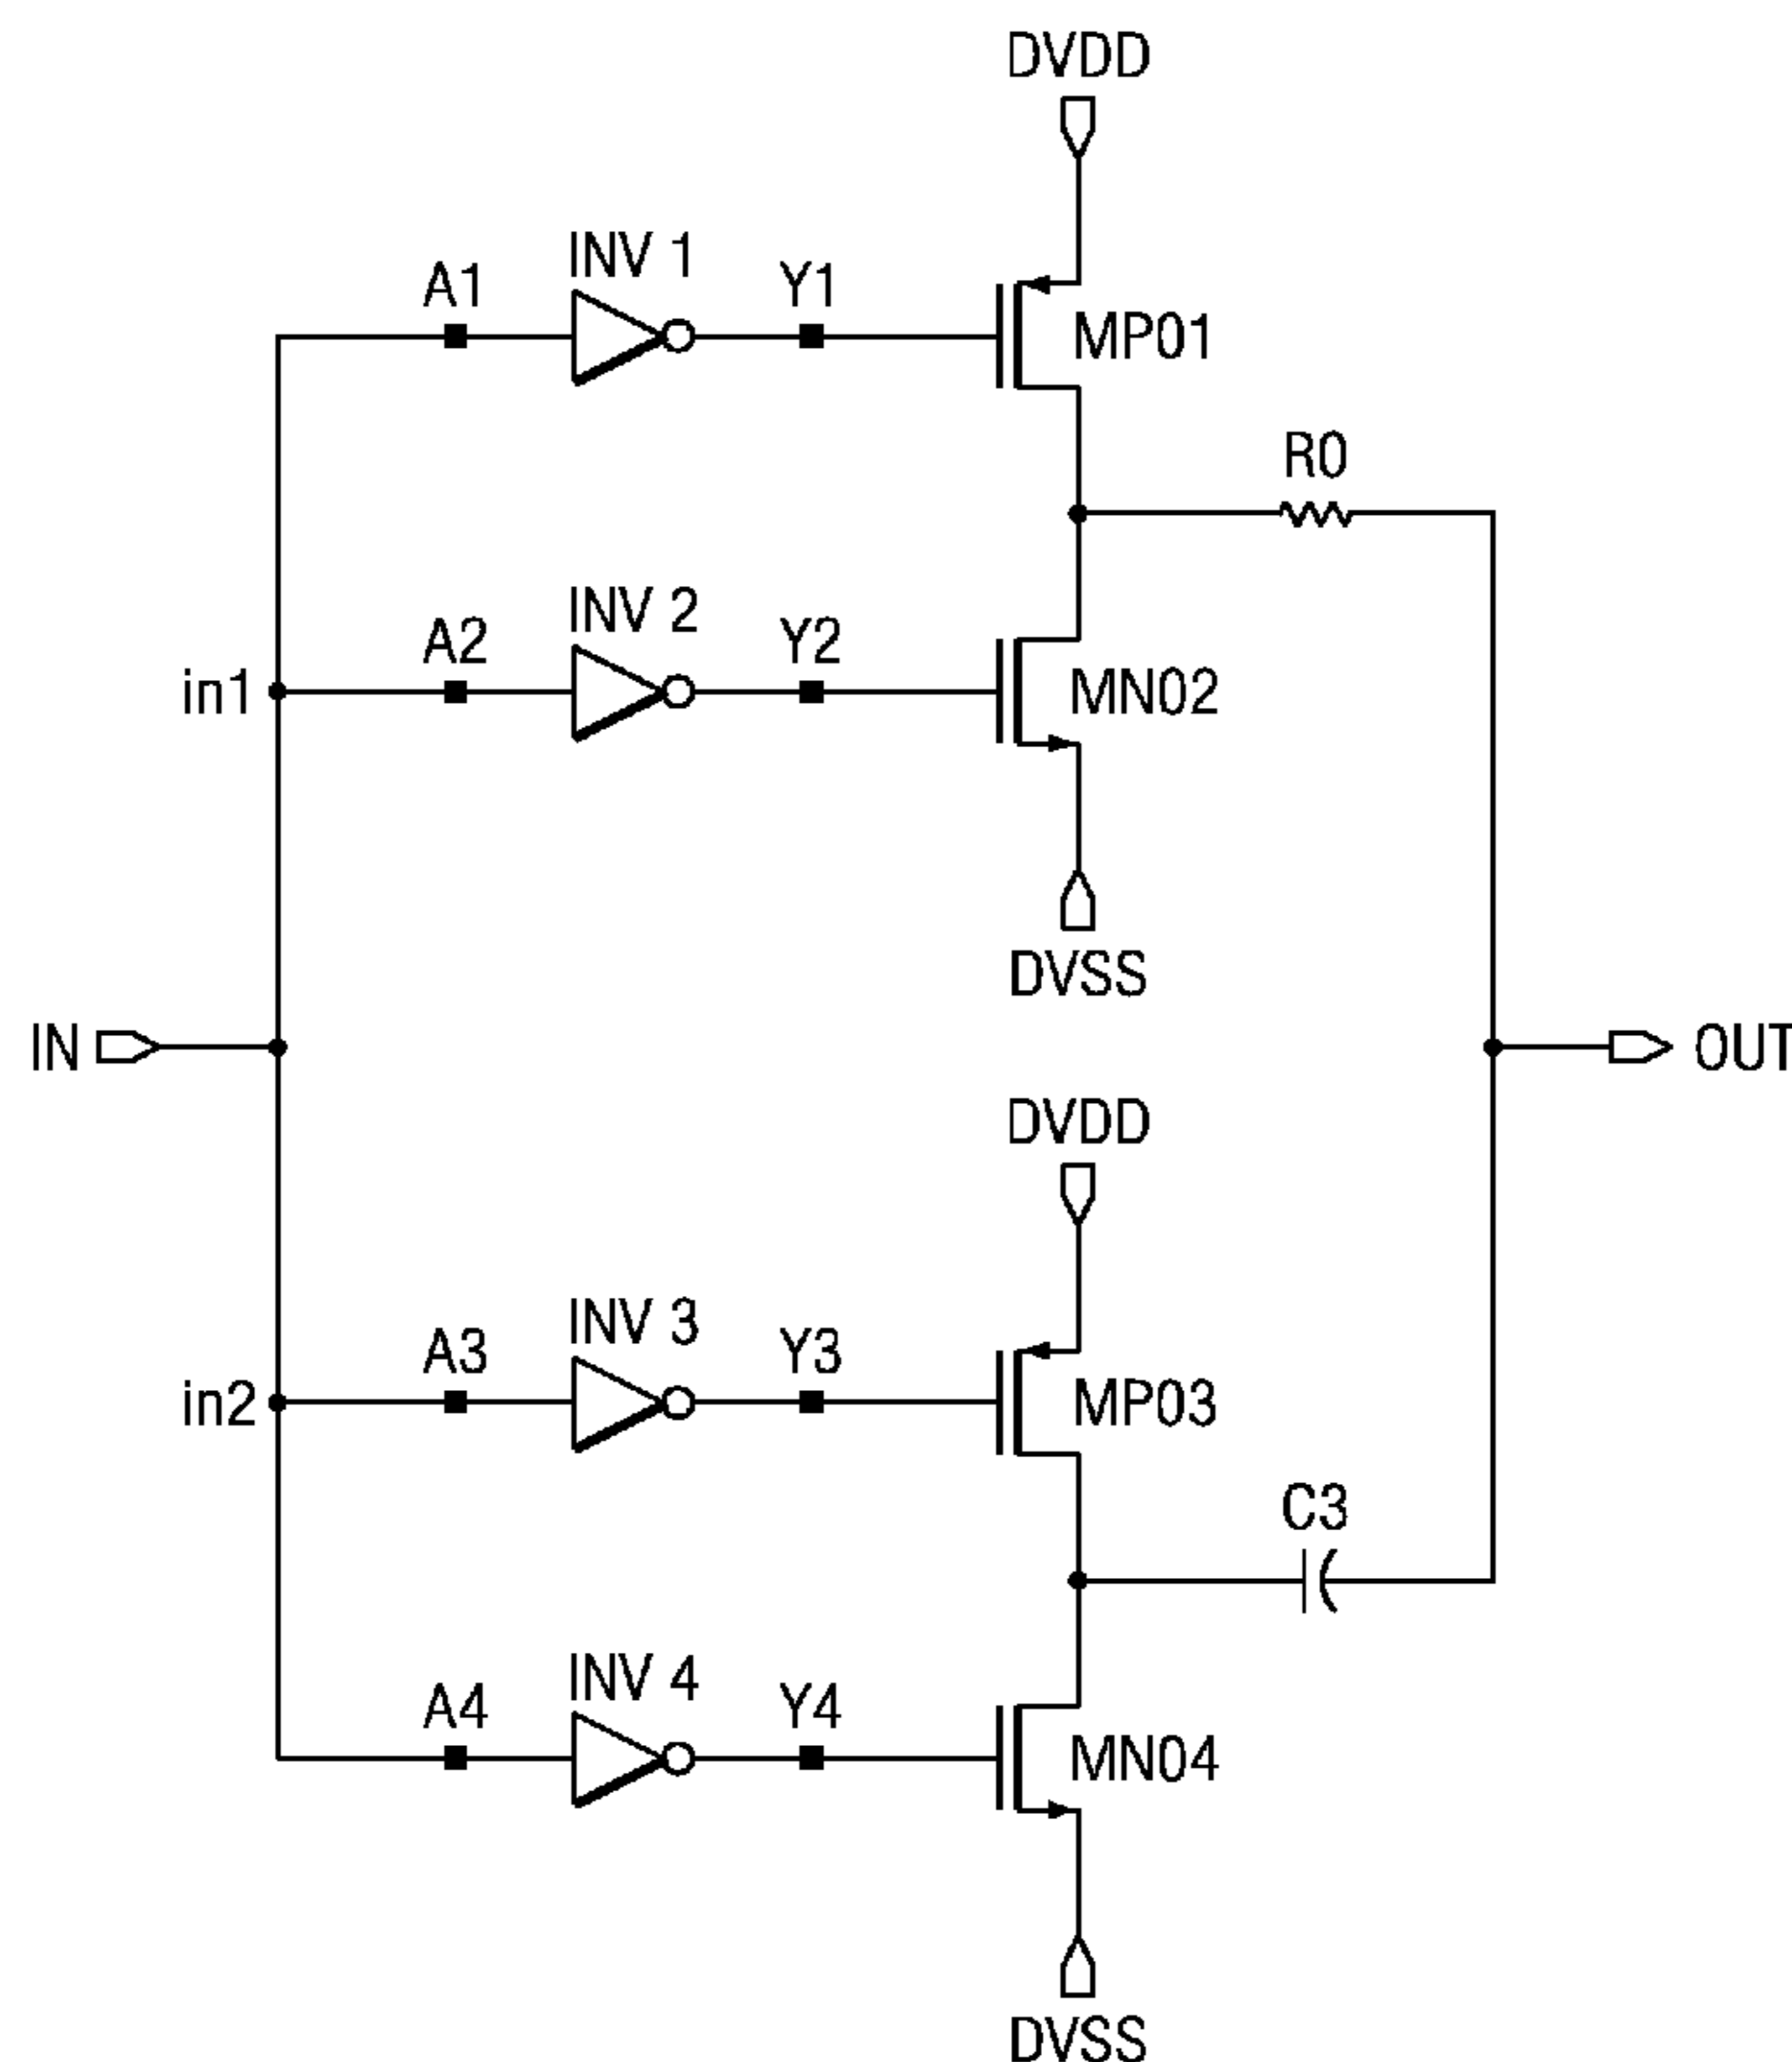 DVDD
INV 1
A1
Y1
MP01
R0
INV 2
A2
Y2
in1
MN02
DVSS
IN
OUT
DVDD
INV 3
A3
Y3
in2
MP03
C3
INV 4
A4
Y4
MN04
DVSS